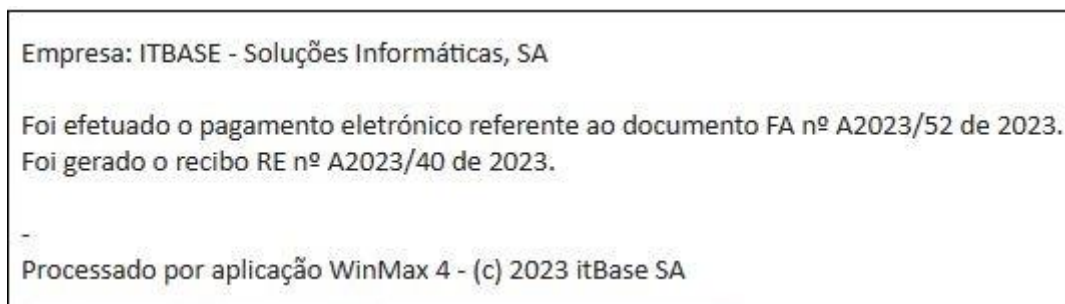 Empresa: ITBASE - Soluções Informáticas, SA
Foi efetuado o pagamento eletrónico referente ao documento FA nº A2023/52 de 2023.
Foi gerado o recibo RE nº A2023/40 de 2023.
-
Processado por aplicação WinMax 4 - (c) 2023 itBase SA